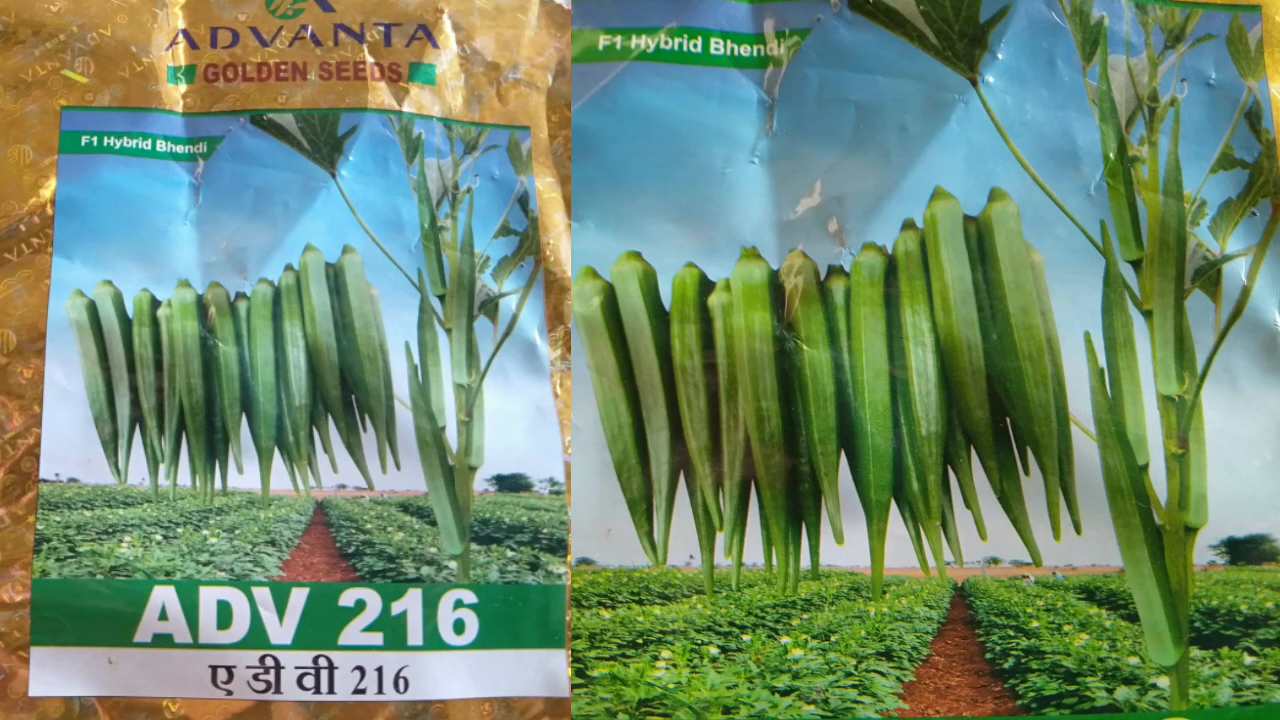 ADVANTA
GOLDEN SEEDS
F1 Hybrid Bhendi
ADV 216
ए डी वी 216
F1 Hybrid Bhendi